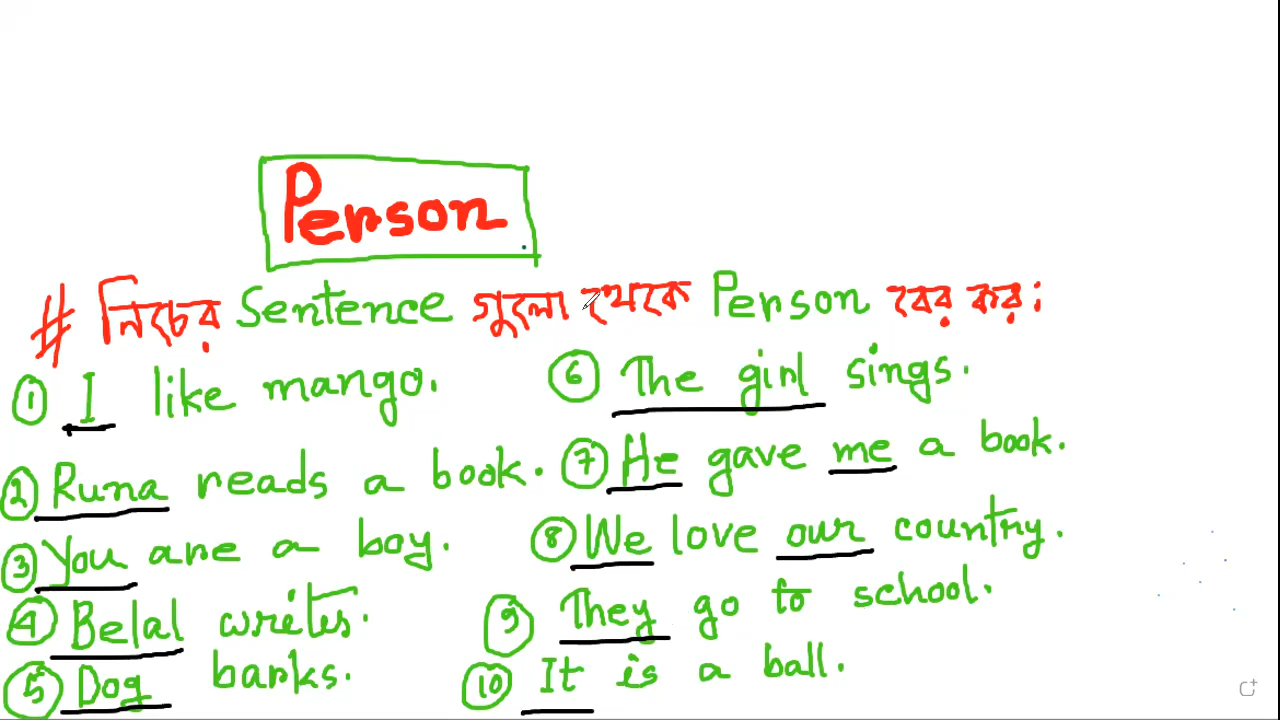 Person
# নিচের Sentence গুলো থেকে Person বের কর:
① I like mango.
② Runa reads a book.
③ You are a boy.
④ Belal writes.
⑤ Dog barks.
⑥ The girl sings.
⑦ He gave me a book.
⑧ We love our country.
⑨ They go to school.
⑩ It is a ball.